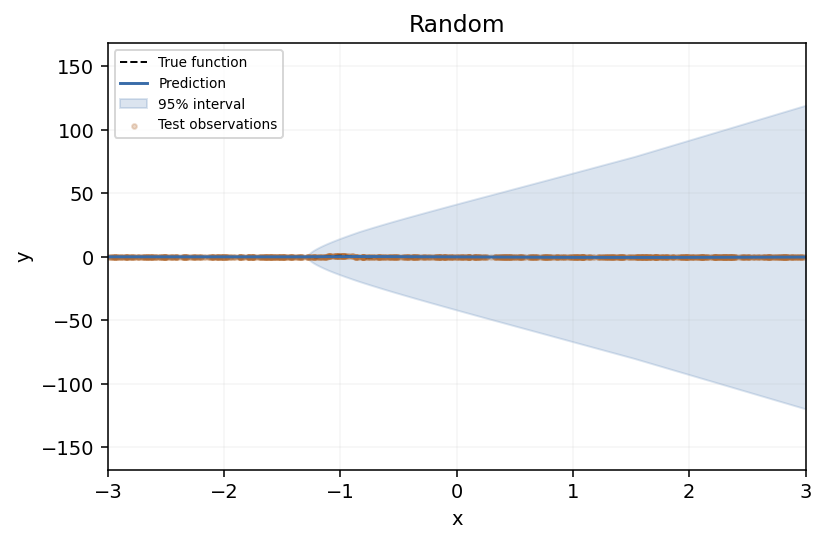 Random
True function
Prediction
95% interval
Test observations
y
150
100
50
0
−50
−100
−150
−3 −2 −1 0 1 2 3
x